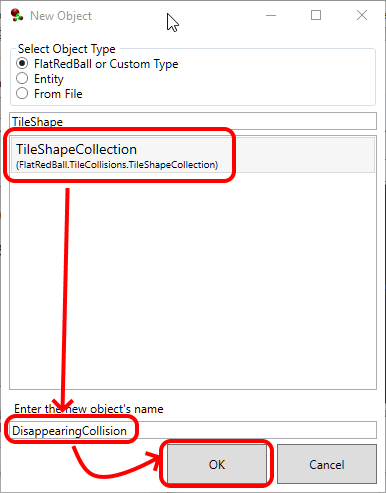 New Object
Select Object Type
FlatRedBall or Custom Type
Entity
From File
TileShape
TileShapeCollection
(FlatRedBall.TileCollisions.TileShapeCollection)
Enter the new object's name
DisappearingCollision
OK Cancel